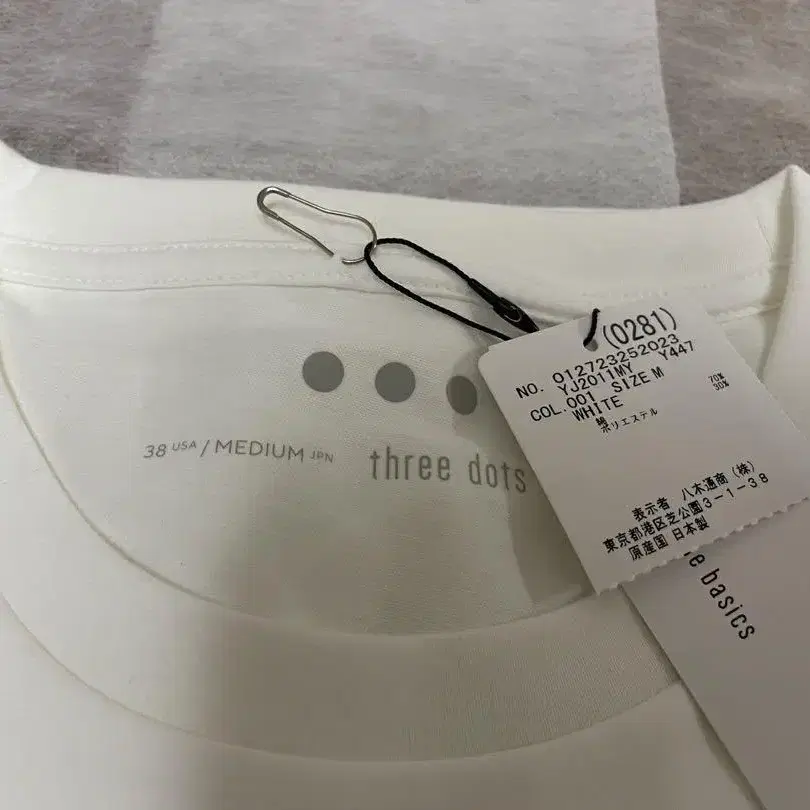 38 USA / MEDIUM JPN
three dots
(0281)
NO. 012723252023
YJ2011MY Y447
COL. 001 SIZE M
WHITE
綿 70%
ポリエステル 30%
表示者 八木通商(株)
東京都港区芝公園3-1-38
原産国 日本製
basics